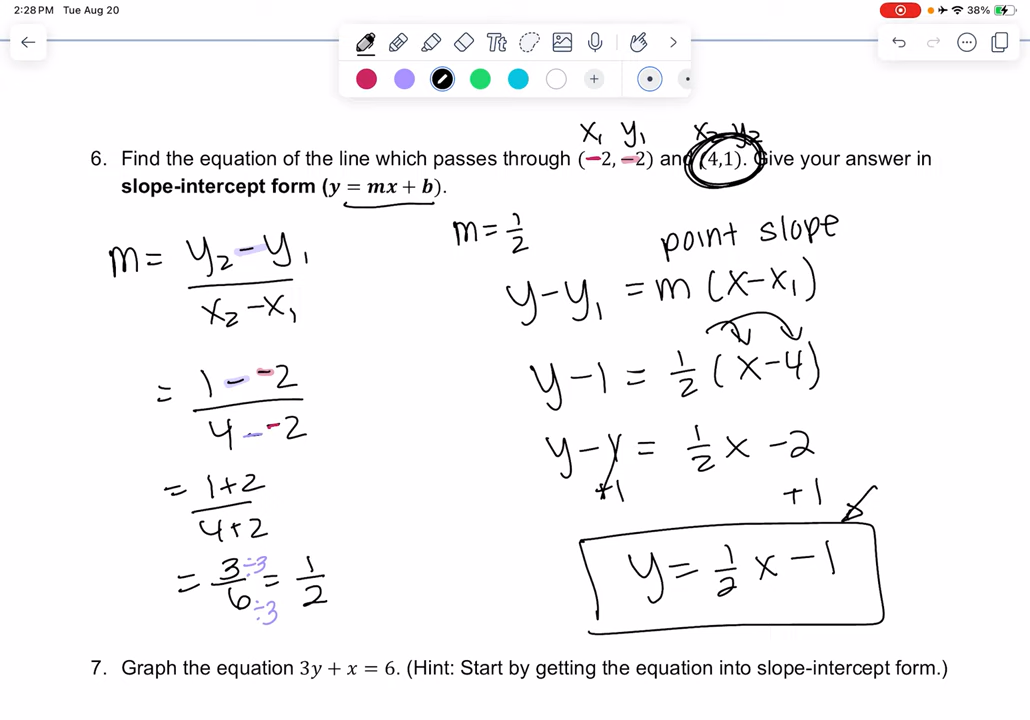 2:28 PM Tue Aug 20
38%
Tt
x₁ y₁ x₂ y₂
6. Find the equation of the line which passes through (-2, -2) and (4,1). Give your answer in
slope-intercept form (y = mx + b).
m = y₂ - y₁ / x₂ - x₁
= 1 - -2 / 4 - -2
= 1+2 / 4+2
= 3 ÷3 / 6 ÷3 = 1/2
m = 1/2
point slope
y - y₁ = m (x - x₁)
y - 1 = 1/2 (x - 4)
y - 1 = 1/2 x - 2
+1 +1
y = 1/2 x - 1
7. Graph the equation 3y + x = 6. (Hint: Start by getting the equation into slope-intercept form.)